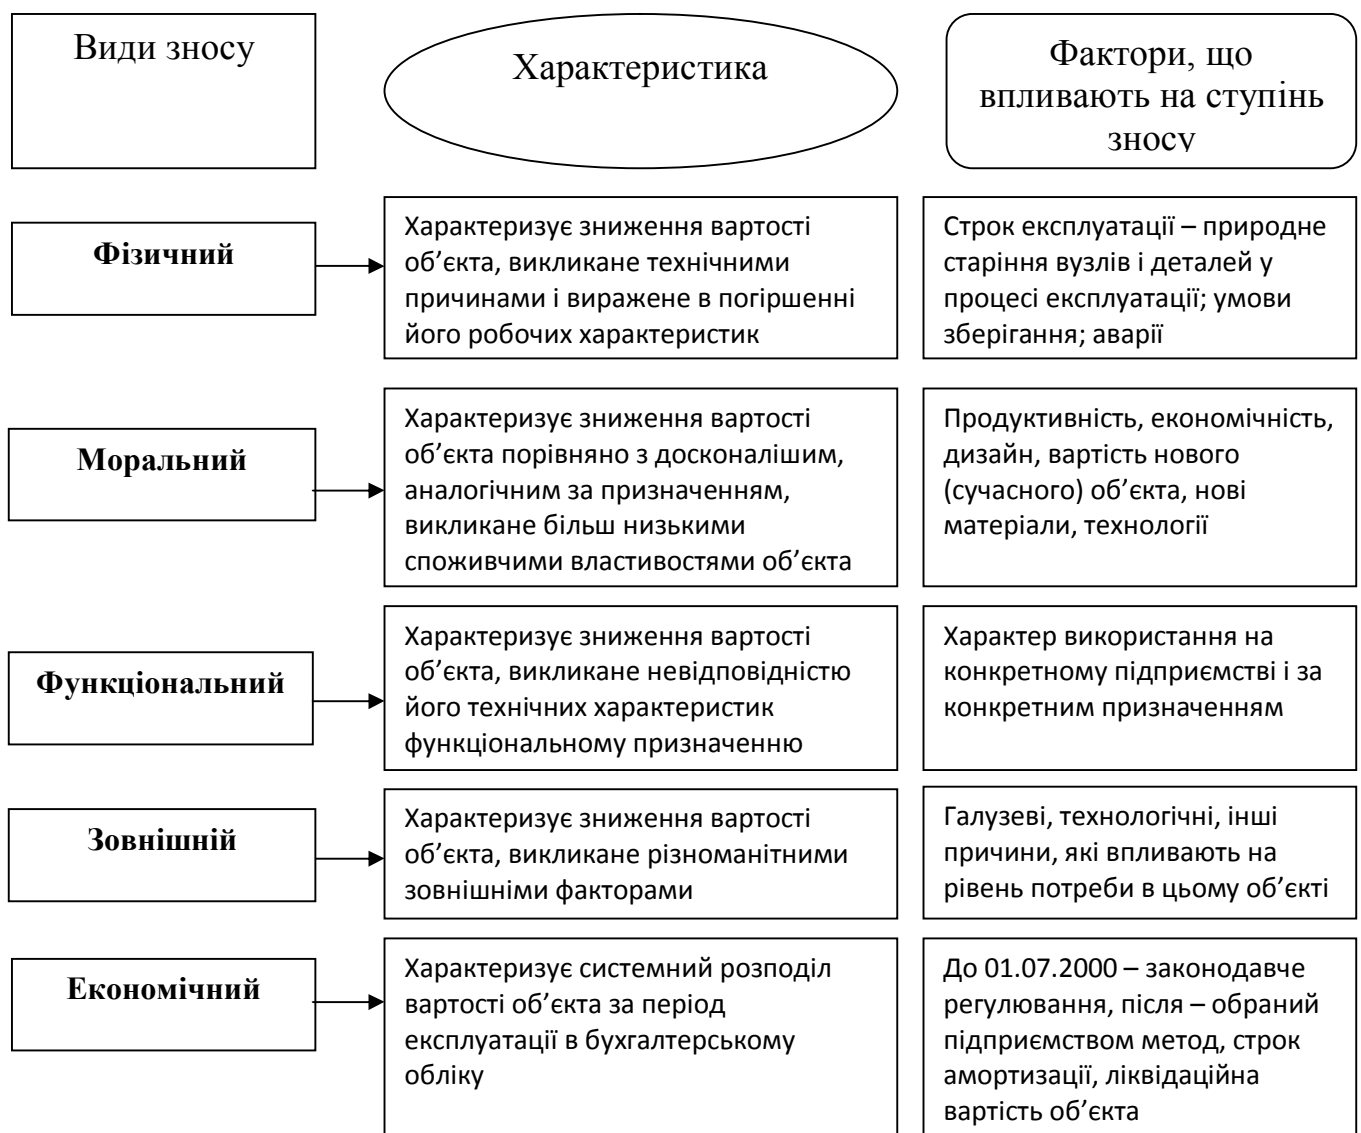 Види зносу
Характеристика
Фактори, що
впливають на ступінь
зносу
Фізичний
Характеризує зниження вартості
об’єкта, викликане технічними
причинами і виражене в погіршенні
його робочих характеристик
Строк експлуатації – природне
старіння вузлів і деталей у
процесі експлуатації; умови
зберігання; аварії
Моральний
Характеризує зниження вартості
об’єкта порівняно з досконалішим,
аналогічним за призначенням,
викликане більш низькими
споживчими властивостями об’єкта
Продуктивність, економічність,
дизайн, вартість нового
(сучасного) об’єкта, нові
матеріали, технології
Функціональний
Характеризує зниження вартості
об’єкта, викликане невідповідністю
його технічних характеристик
функціональному призначенню
Характер використання на
конкретному підприємстві і за
конкретним призначенням
Зовнішній
Характеризує зниження вартості
об’єкта, викликане різноманітними
зовнішніми факторами
Галузеві, технологічні, інші
причини, які впливають на
рівень потреби в цьому об’єкті
Економічний
Характеризує системний розподіл
вартості об’єкта за період
експлуатації в бухгалтерському
обліку
До 01.07.2000 – законодавче
регулювання, після – обраний
підприємством метод, строк
амортизації, ліквідаційна
вартість об’єкта